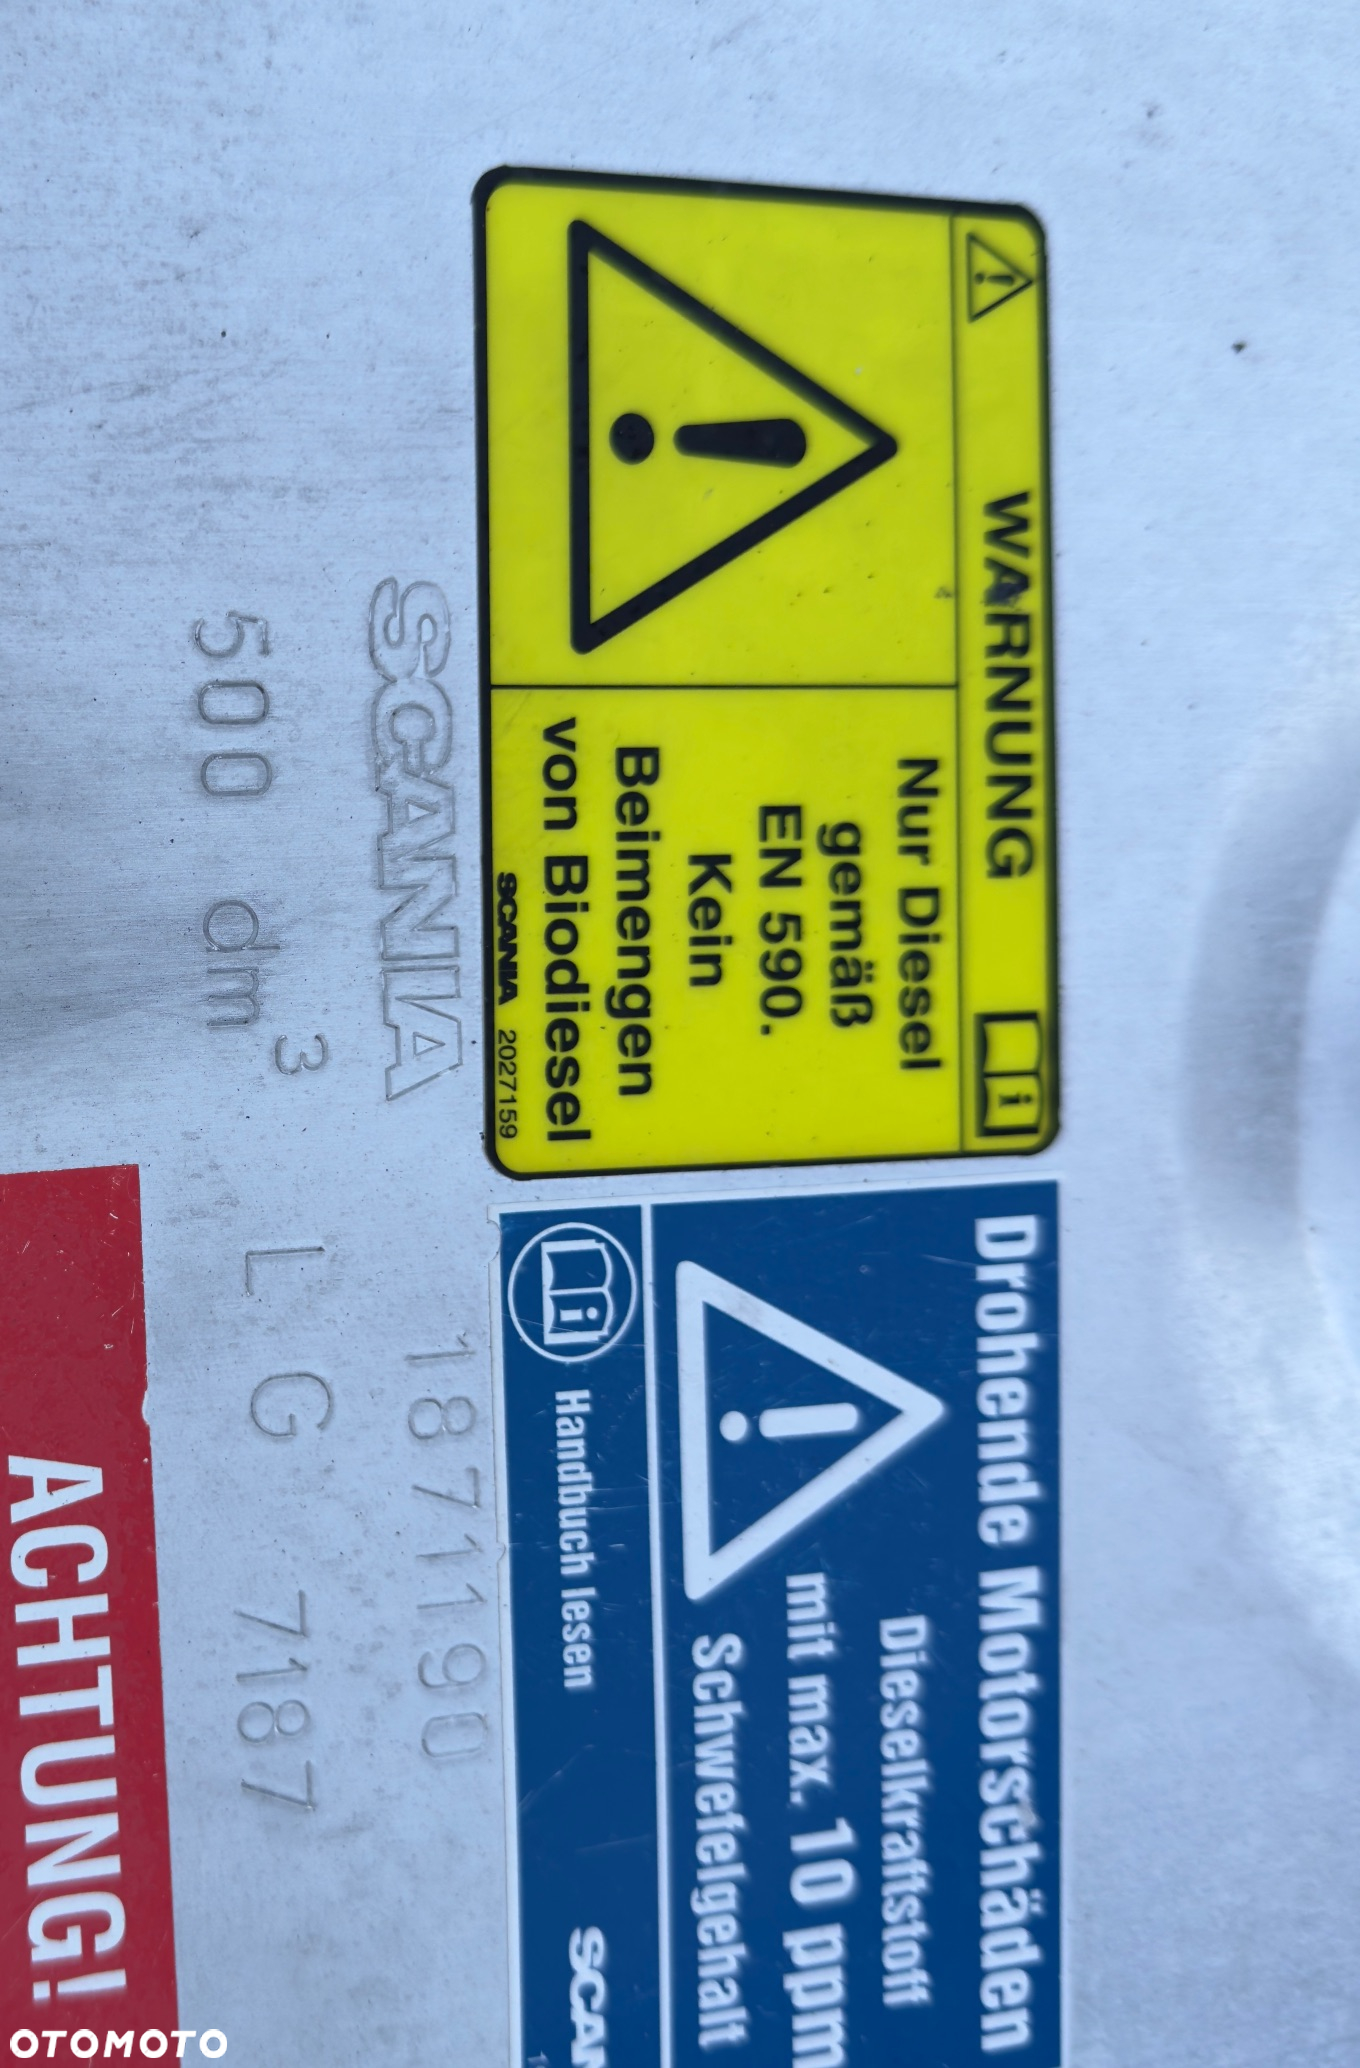 WARNUNG
Nur Diesel
gemäß
EN 590.
Kein
Beimengen
von Biodiesel
SCANIA 2027159
Drohende Motorschäden
Dieselkraftstoff
mit max. 10 ppm
Schwefelgehalt
Handbuch lesen
SCAN
SCANIA
1871190
500 dm3
LG 7187
ACHTUNG!
OTOMOTO